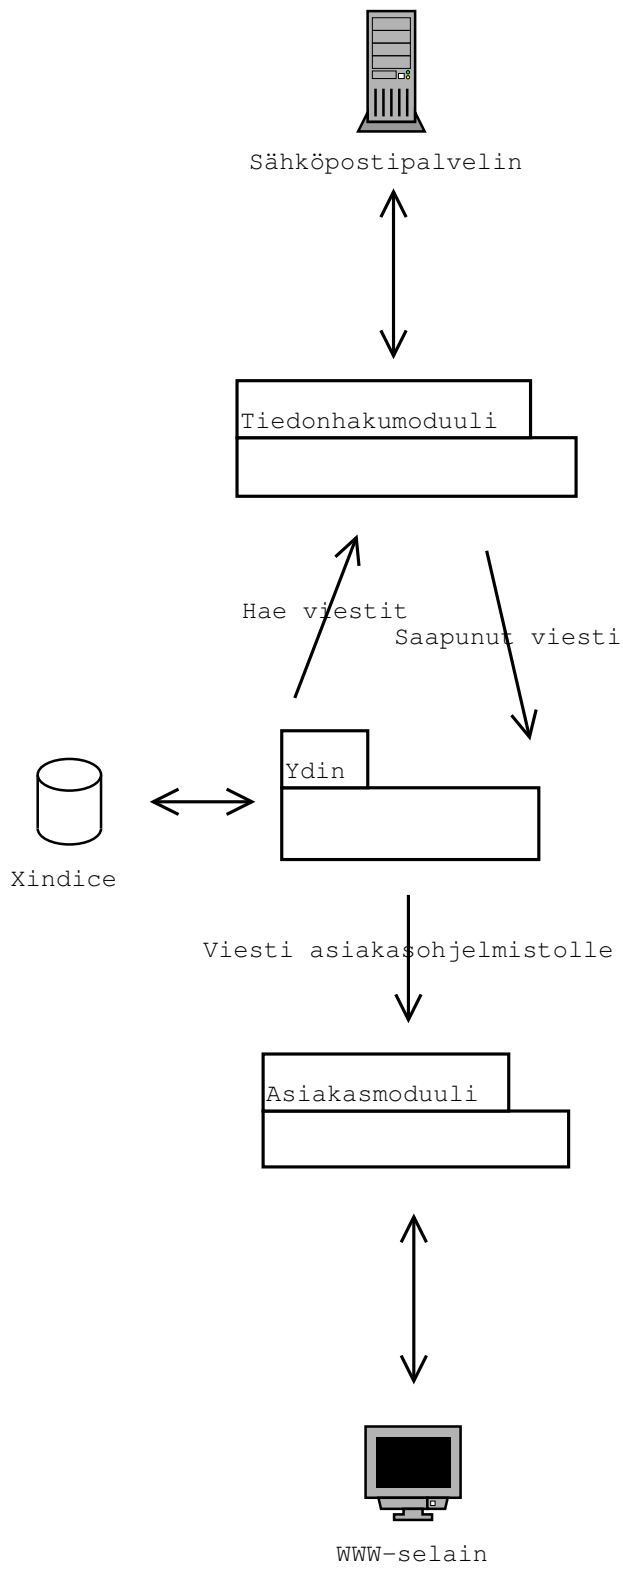 Sähköpostipalvelin
Tiedonhakumoduuli
Hae viestit
Saapunut viesti
Ydin
Xindice
Viesti asiakasohjelmistolle
Asiakasmoduuli
WWW-selain